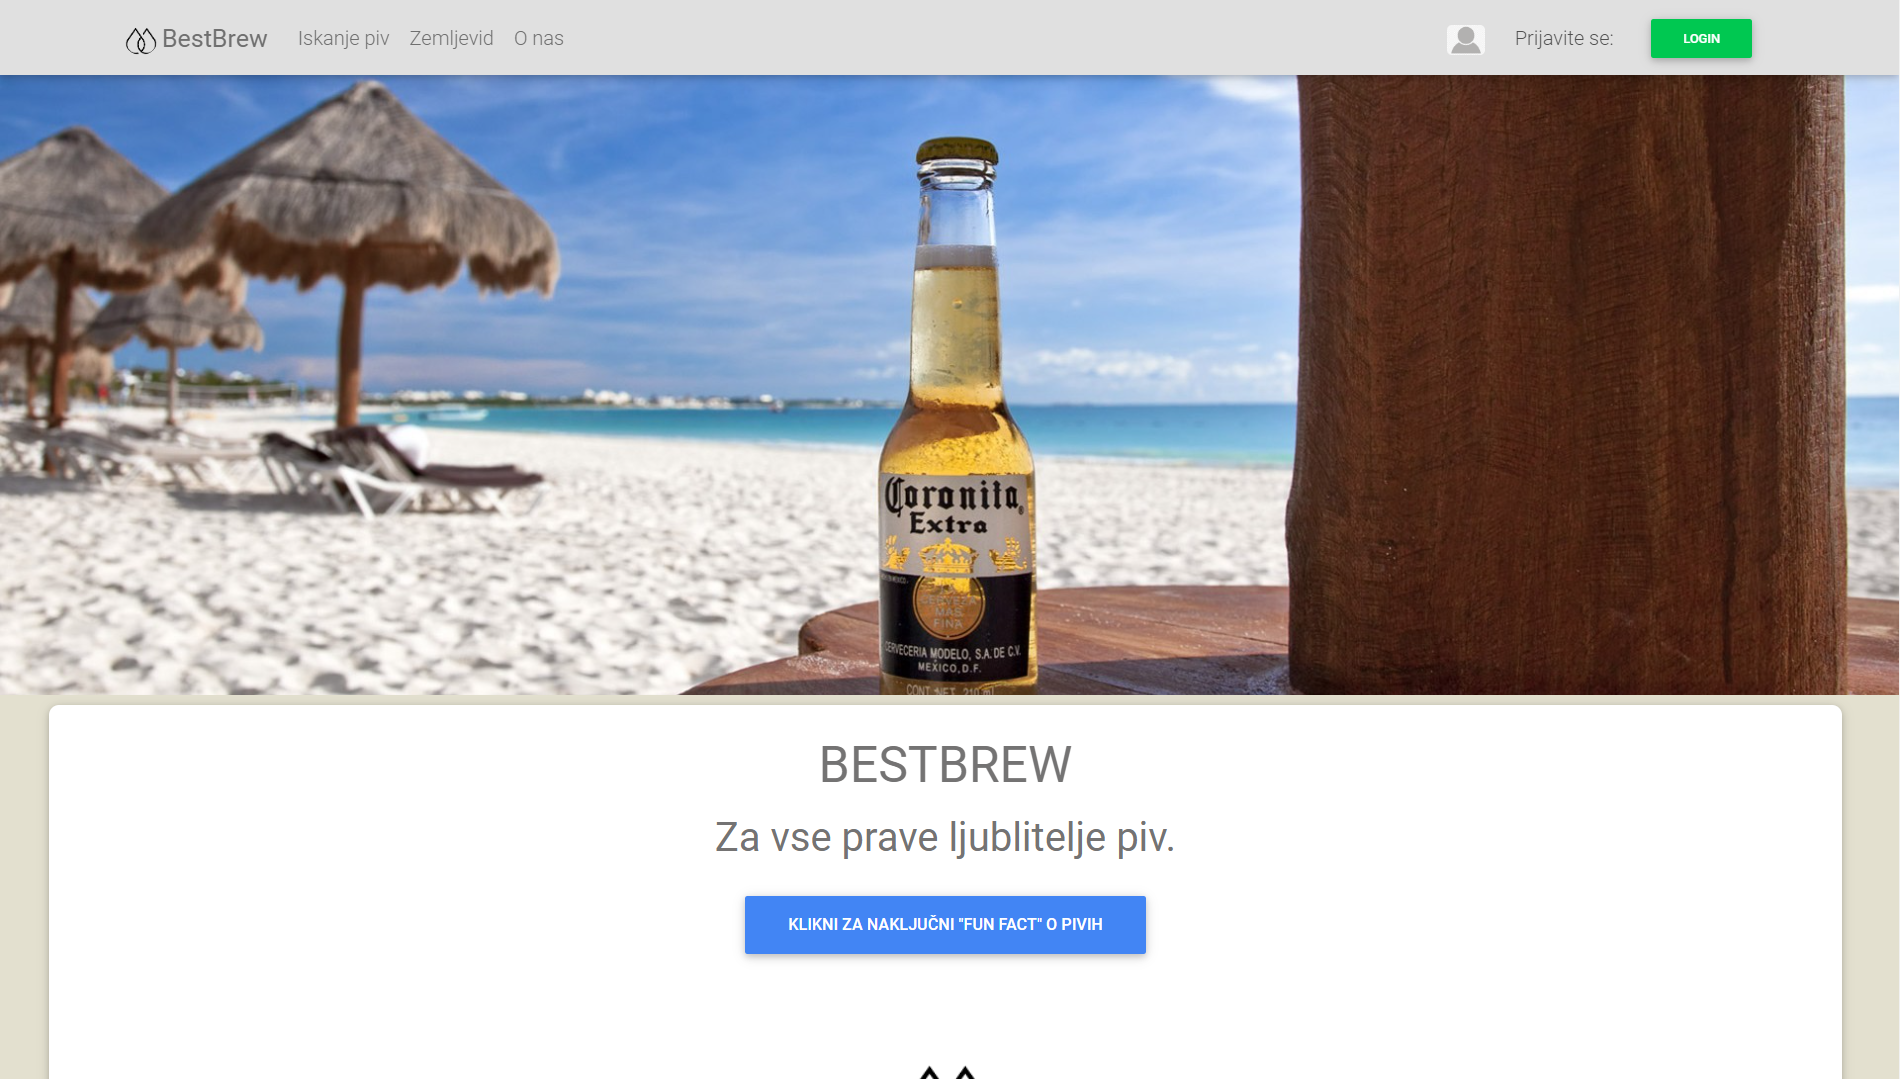 BestBrew
Iskanje piv
Zemljevid
O nas
Prijavite se:
LOGIN
Coronita
Extra
CERVEZA
MAS
FINA
CERVECERIA MODELO, S.A. DE C.V.
MEXICO, D.F.
CONT. NET. 210 ml
BESTBREW
Za vse prave ljublitelje piv.
KLIKNI ZA NAKLJUČNI "FUN FACT" O PIVIH